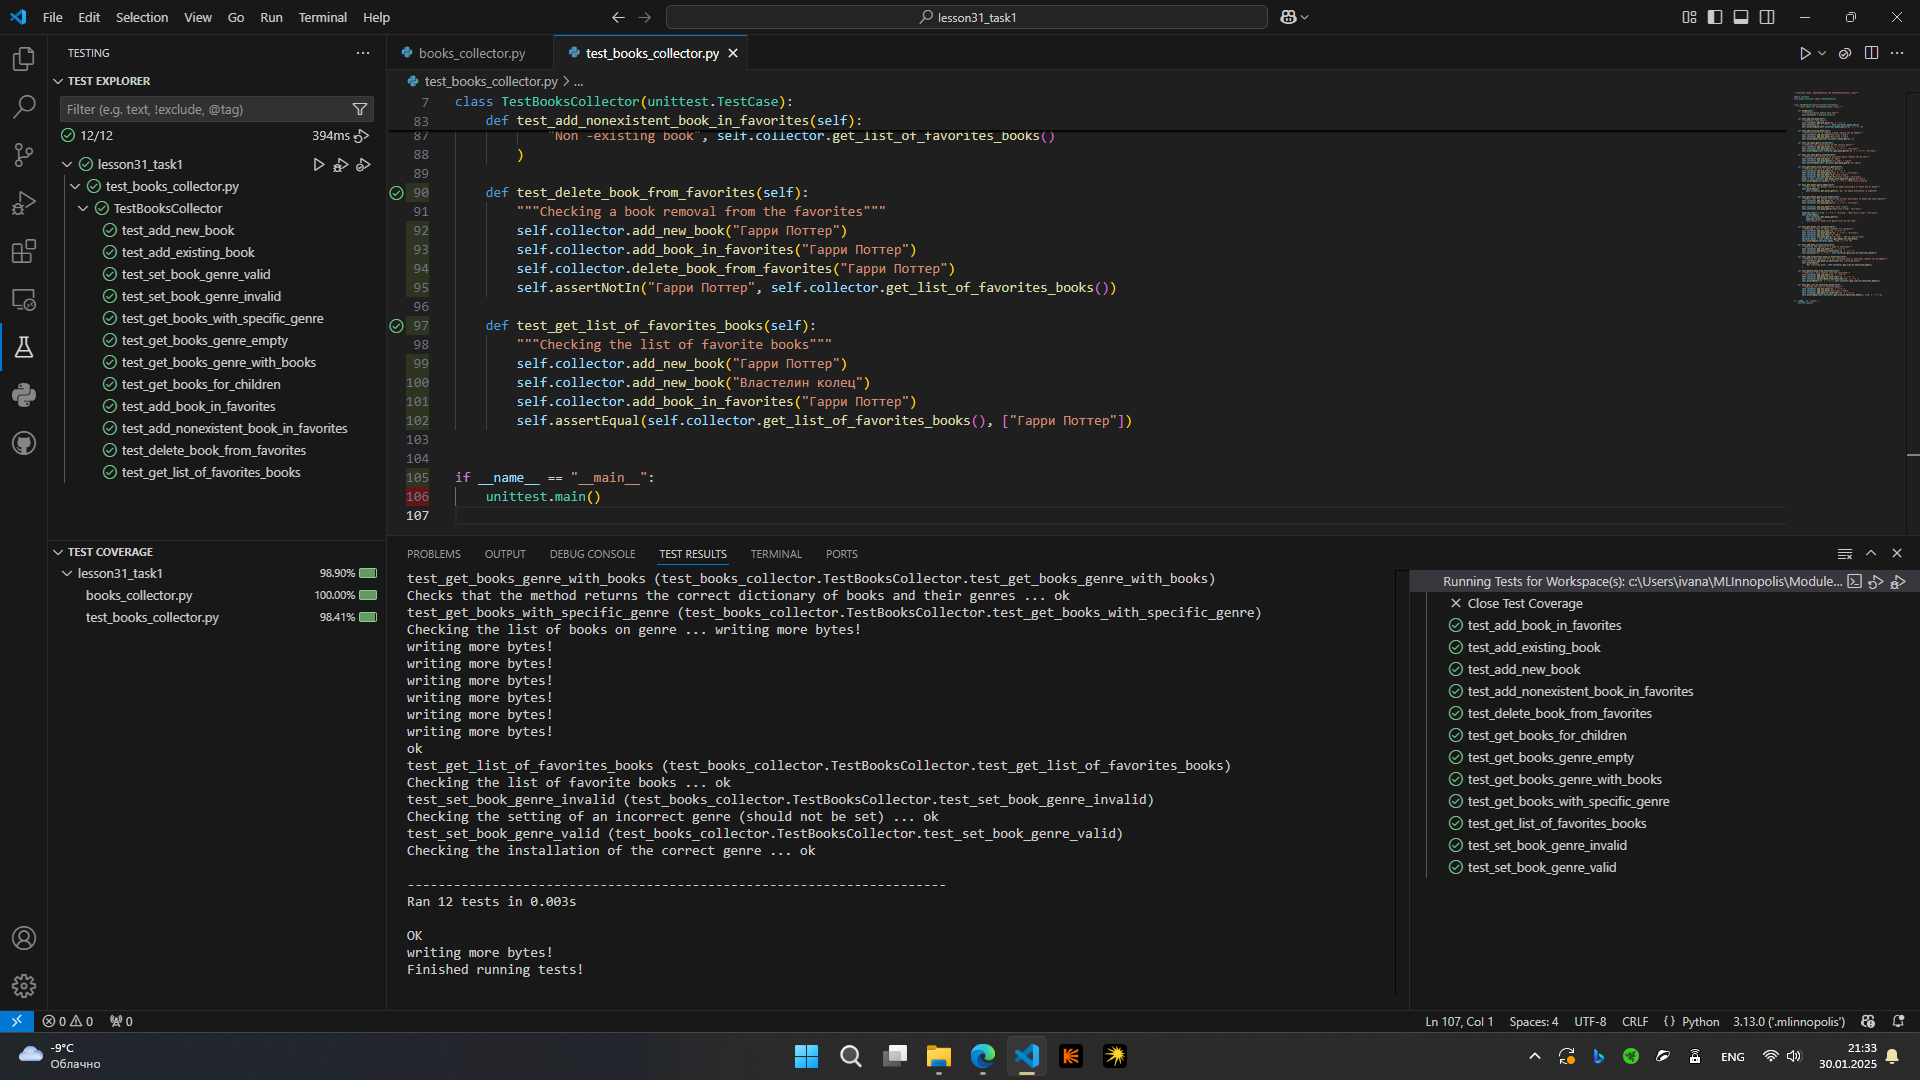 File Edit Selection View Go Run Terminal Help
lesson31_task1
TESTING
TEST EXPLORER
Filter (e.g. text, !exclude, @tag)
12/12 394ms
lesson31_task1
test_books_collector.py
TestBooksCollector
test_add_new_book
test_add_existing_book
test_set_book_genre_valid
test_set_book_genre_invalid
test_get_books_with_specific_genre
test_get_books_genre_empty
test_get_books_genre_with_books
test_get_books_for_children
test_add_book_in_favorites
test_add_nonexistent_book_in_favorites
test_delete_book_from_favorites
test_get_list_of_favorites_books
TEST COVERAGE
lesson31_task1 98.90%
books_collector.py 100.00%
test_books_collector.py 98.41%
books_collector.py test_books_collector.py
test_books_collector.py > ...
7 class TestBooksCollector(unittest.TestCase):
83 def test_add_nonexistent_book_in_favorites(self):
87 "Non -existing book", self.collector.get_list_of_favorites_books()
88 )
89
90 def test_delete_book_from_favorites(self):
91 """Checking a book removal from the favorites"""
92 self.collector.add_new_book("Гарри Поттер")
93 self.collector.add_book_in_favorites("Гарри Поттер")
94 self.collector.delete_book_from_favorites("Гарри Поттер")
95 self.assertNotIn("Гарри Поттер", self.collector.get_list_of_favorites_books())
96
97 def test_get_list_of_favorites_books(self):
98 """Checking the list of favorite books"""
99 self.collector.add_new_book("Гарри Поттер")
100 self.collector.add_new_book("Властелин колец")
101 self.collector.add_book_in_favorites("Гарри Поттер")
102 self.assertEqual(self.collector.get_list_of_favorites_books(), ["Гарри Поттер"])
103
104
105 if __name__ == "__main__":
106 unittest.main()
107
PROBLEMS OUTPUT DEBUG CONSOLE TEST RESULTS TERMINAL PORTS
test_get_books_genre_with_books (test_books_collector.TestBooksCollector.test_get_books_genre_with_books)
Checks that the method returns the correct dictionary of books and their genres ... ok
test_get_books_with_specific_genre (test_books_collector.TestBooksCollector.test_get_books_with_specific_genre)
Checking the list of books on genre ... writing more bytes!
writing more bytes!
writing more bytes!
writing more bytes!
writing more bytes!
writing more bytes!
writing more bytes!
ok
test_get_list_of_favorites_books (test_books_collector.TestBooksCollector.test_get_list_of_favorites_books)
Checking the list of favorite books ... ok
test_set_book_genre_invalid (test_books_collector.TestBooksCollector.test_set_book_genre_invalid)
Checking the setting of an incorrect genre (should not be set) ... ok
test_set_book_genre_valid (test_books_collector.TestBooksCollector.test_set_book_genre_valid)
Checking the installation of the correct genre ... ok
----------------------------------------------------------------------
Ran 12 tests in 0.003s
OK
writing more bytes!
Finished running tests!
Running Tests for Workspace(s): c:\Users\ivana\MLInnopolis\Module...
Close Test Coverage
test_add_book_in_favorites
test_add_existing_book
test_add_new_book
test_add_nonexistent_book_in_favorites
test_delete_book_from_favorites
test_get_books_for_children
test_get_books_genre_empty
test_get_books_genre_with_books
test_get_books_with_specific_genre
test_get_list_of_favorites_books
test_set_book_genre_invalid
test_set_book_genre_valid
0 0 0
Ln 107, Col 1 Spaces: 4 UTF-8 CRLF {} Python 3.13.0 ('.mlinnopolis')
-9°C
Облачно
ENG
21:33
30.01.2025